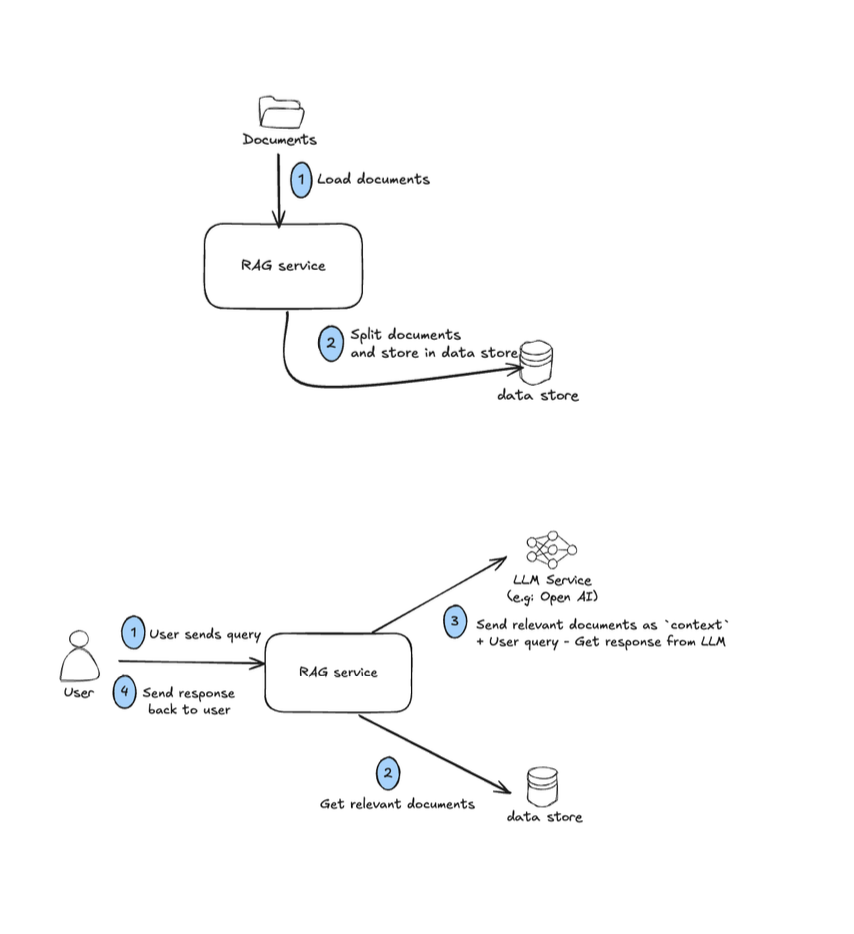 Documents
1 Load documents
RAG service
2 Split documents
and store in data store
data store
LLM Service
(e.g: Open AI)
3 Send relevant documents as `context`
+ User query - Get response from LLM
1 User sends query
RAG service
User
4 Send response
back to user
2
Get relevant documents
data store